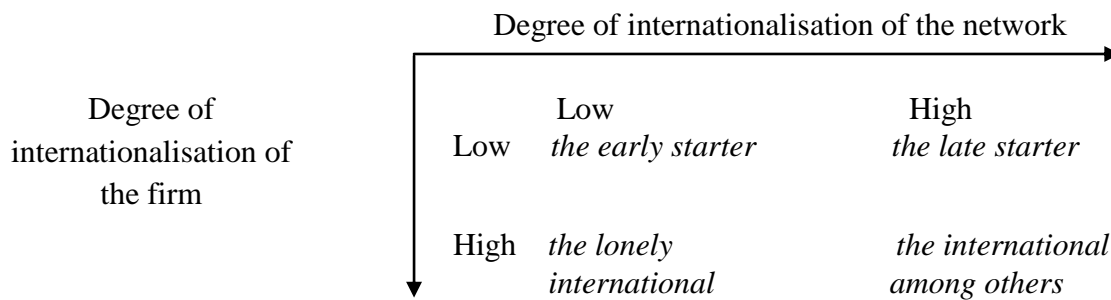 Degree of internationalisation of the network
Degree of
internationalisation of
the firm
Low High
Low the early starter the late starter
High the lonely the international
international among others